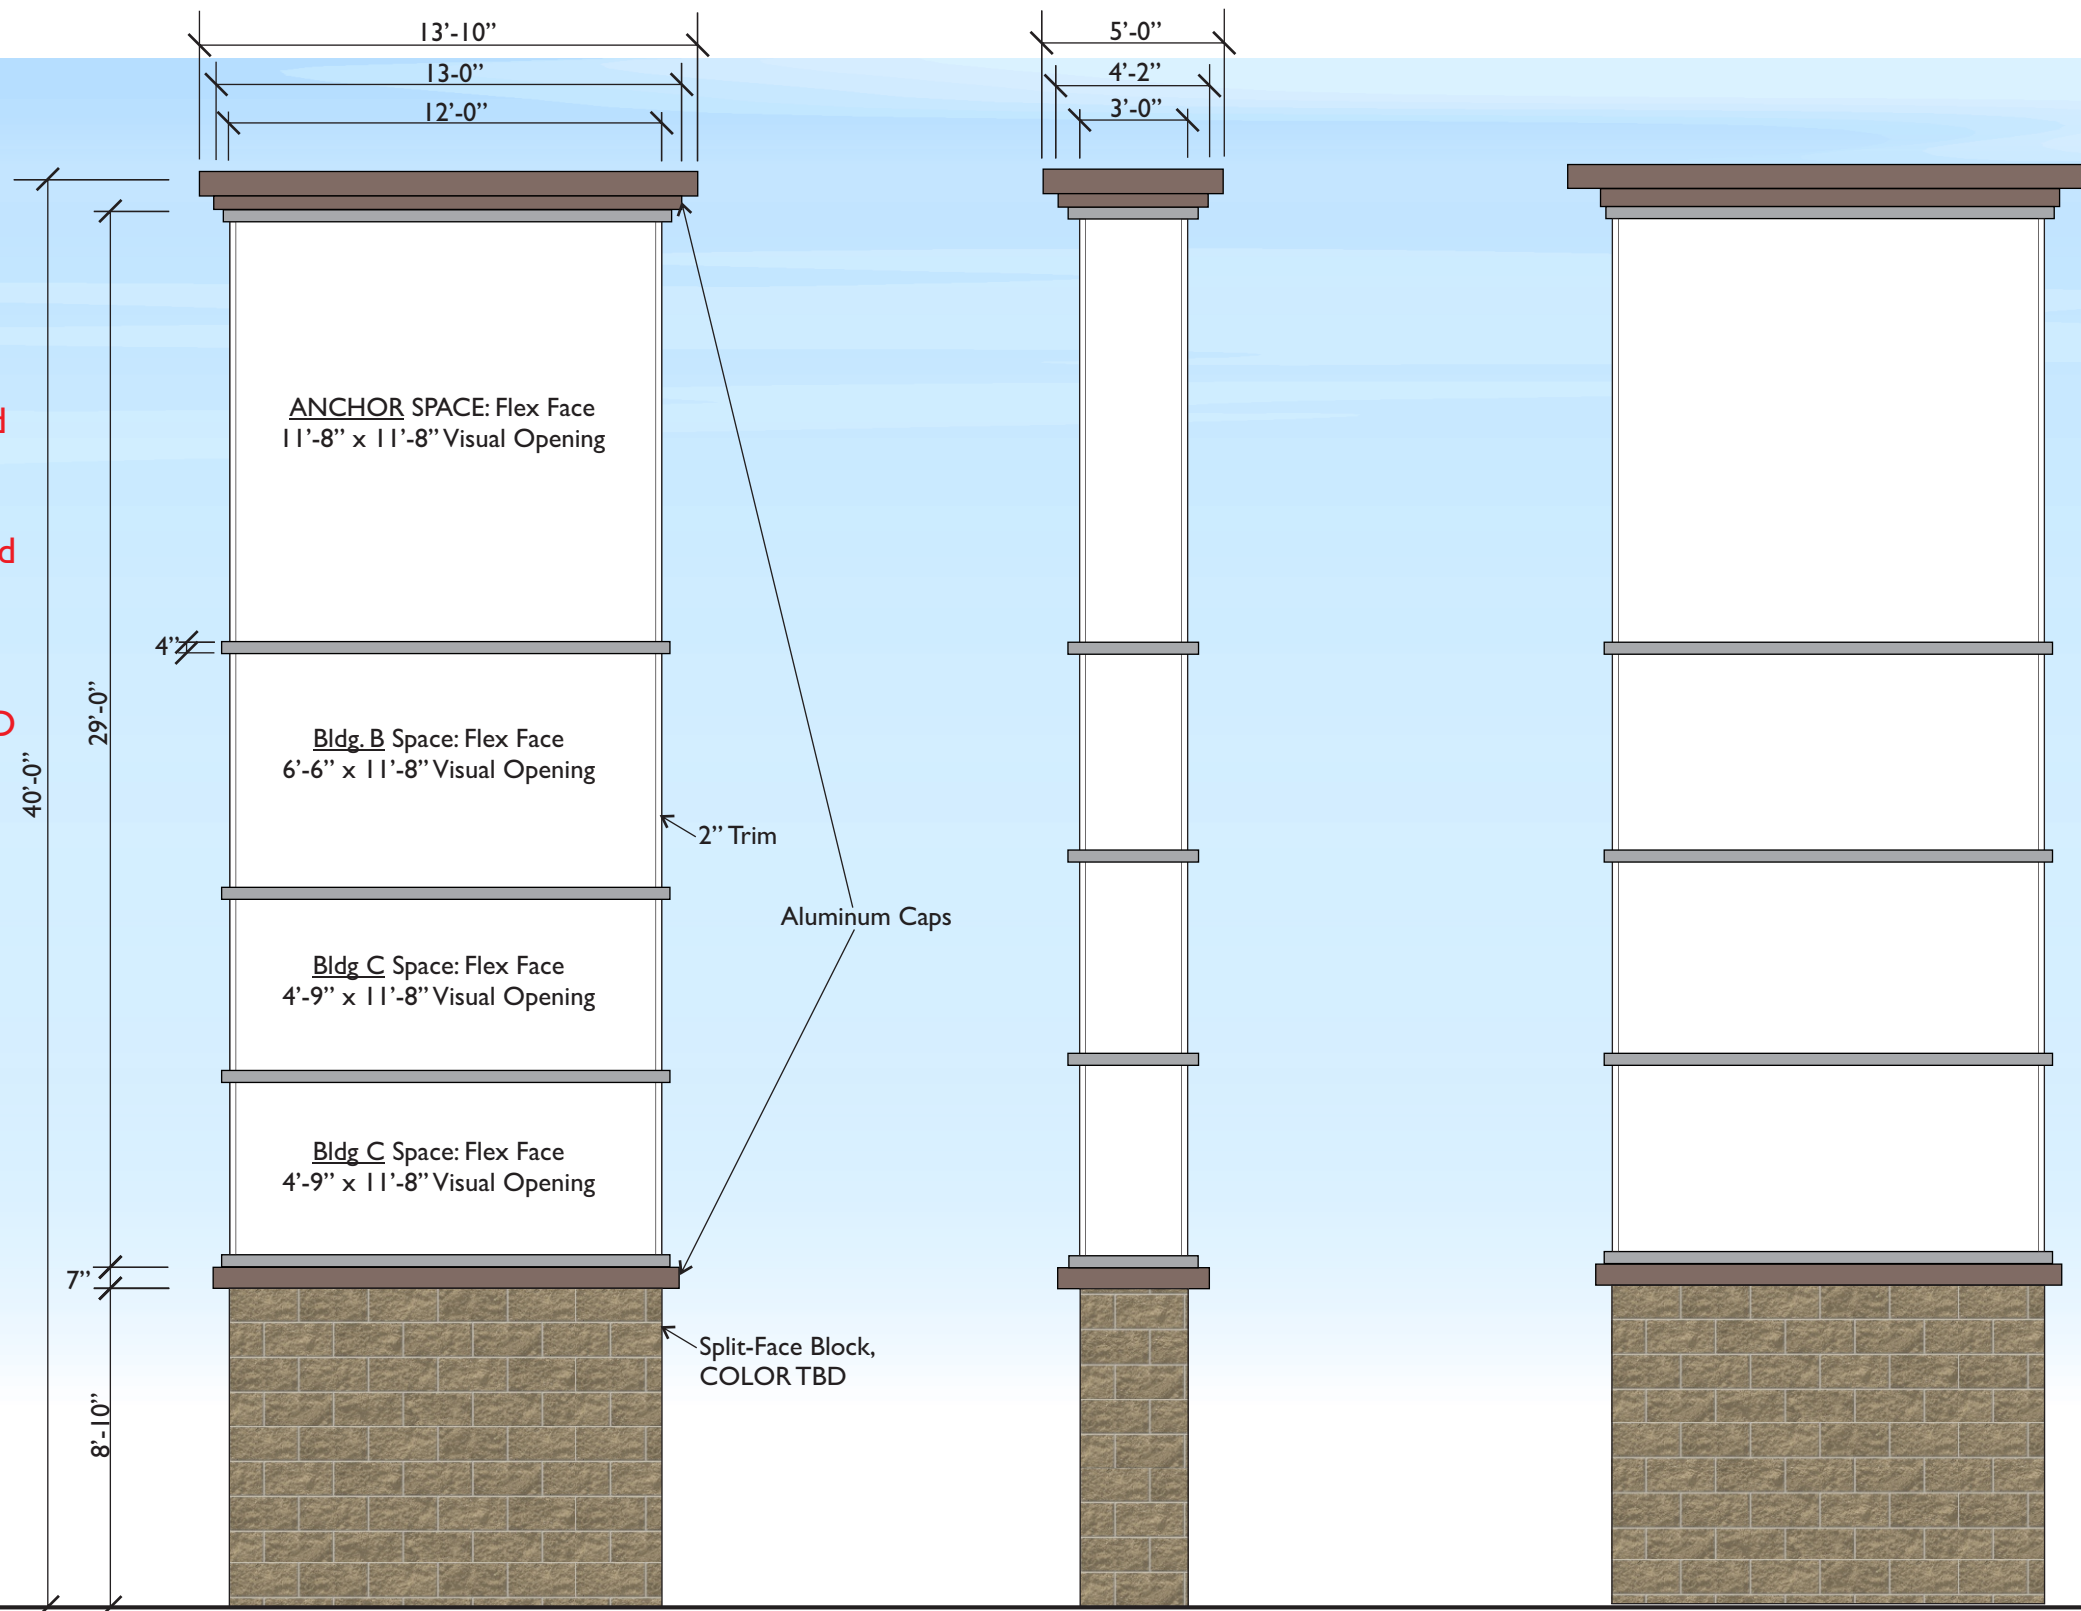 13’-10”
13-0”
12’-0”
5’-0”
4’-2”
3’-0”
ANCHOR SPACE: Flex Face
11’-8” x 11’-8” Visual Opening
4”
29’-0”
40’-0”
Bldg. B Space: Flex Face
6’-6” x 11’-8” Visual Opening
2” Trim
Aluminum Caps
Bldg C Space: Flex Face
4’-9” x 11’-8” Visual Opening
Bldg C Space: Flex Face
4’-9” x 11’-8” Visual Opening
7”
Split-Face Block,
COLOR TBD
8’-10”